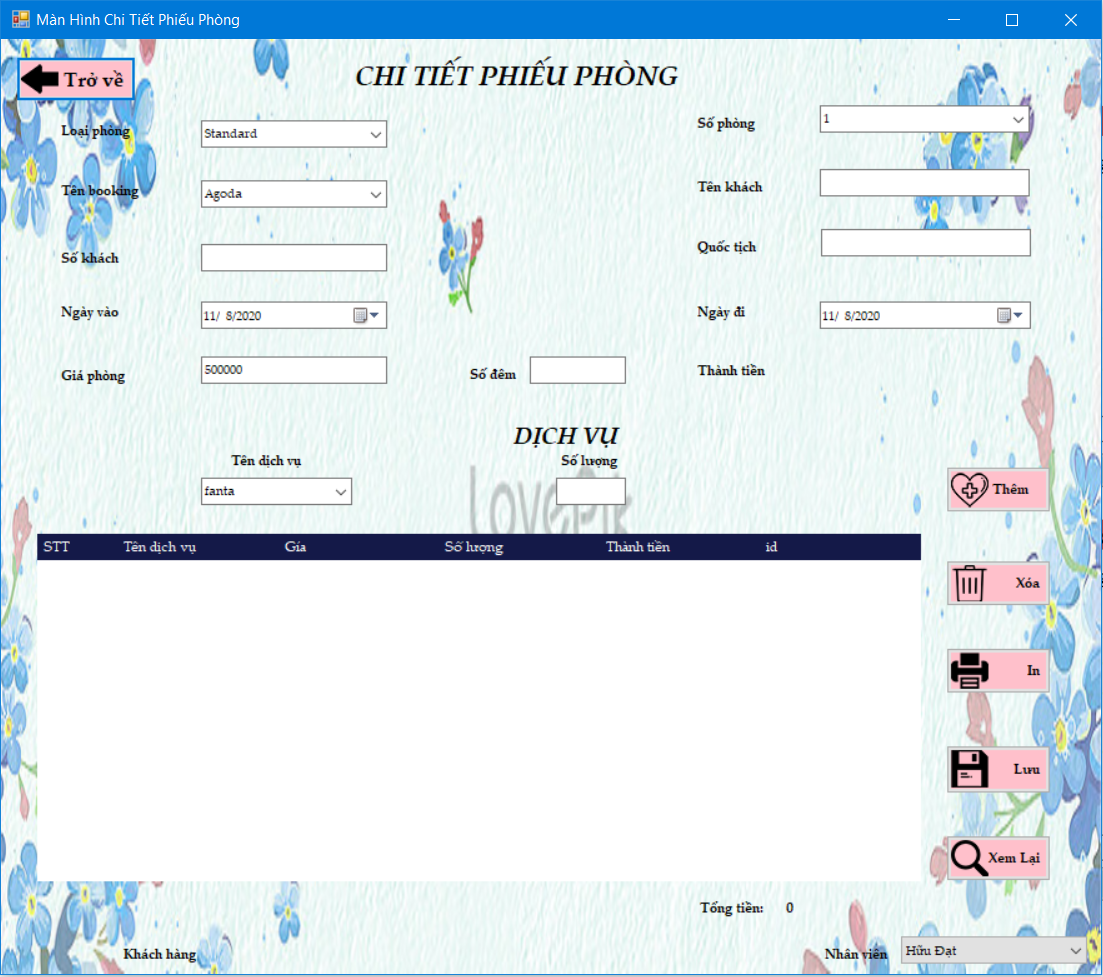 Màn Hình Chi Tiết Phiếu Phòng
Trở về
CHI TIẾT PHIẾU PHÒNG
Loại phòng
Standard
Số phòng
1
Tên booking
Agoda
Tên khách
Số khách
Quốc tịch
Ngày vào
11/ 8/2020
Ngày đi
11/ 8/2020
Giá phòng
500000
Số đêm
Thành tiền
DỊCH VỤ
Tên dịch vụ
Số lượng
fanta
Lovepik
Thêm
STT Tên dịch vụ Gía Số lượng Thành tiền id
Xóa
In
Lưu
Xem Lại
Tổng tiền: 0
Khách hàng
Nhân viên
Hữu Đạt